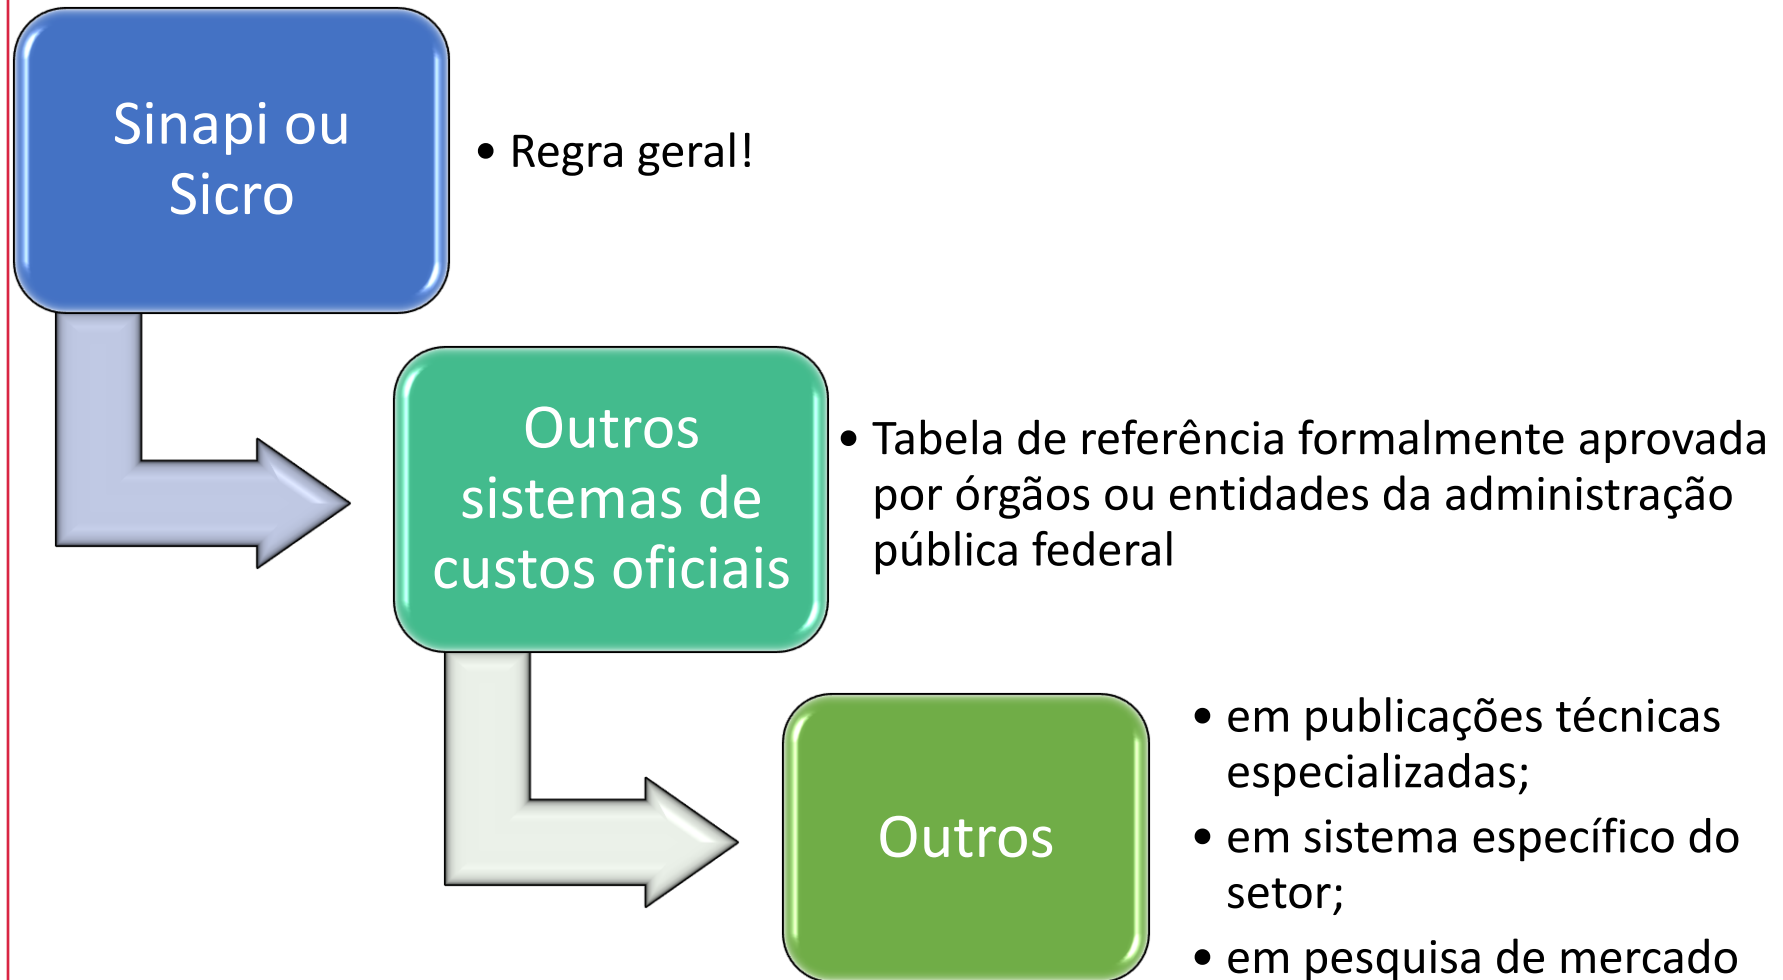 Sinapi ou
Sicro
• Regra geral!
Outros
sistemas de
custos oficiais
• Tabela de referência formalmente aprovada
por órgãos ou entidades da administração
pública federal
Outros
• em publicações técnicas
especializadas;
• em sistema específico do
setor;
• em pesquisa de mercado